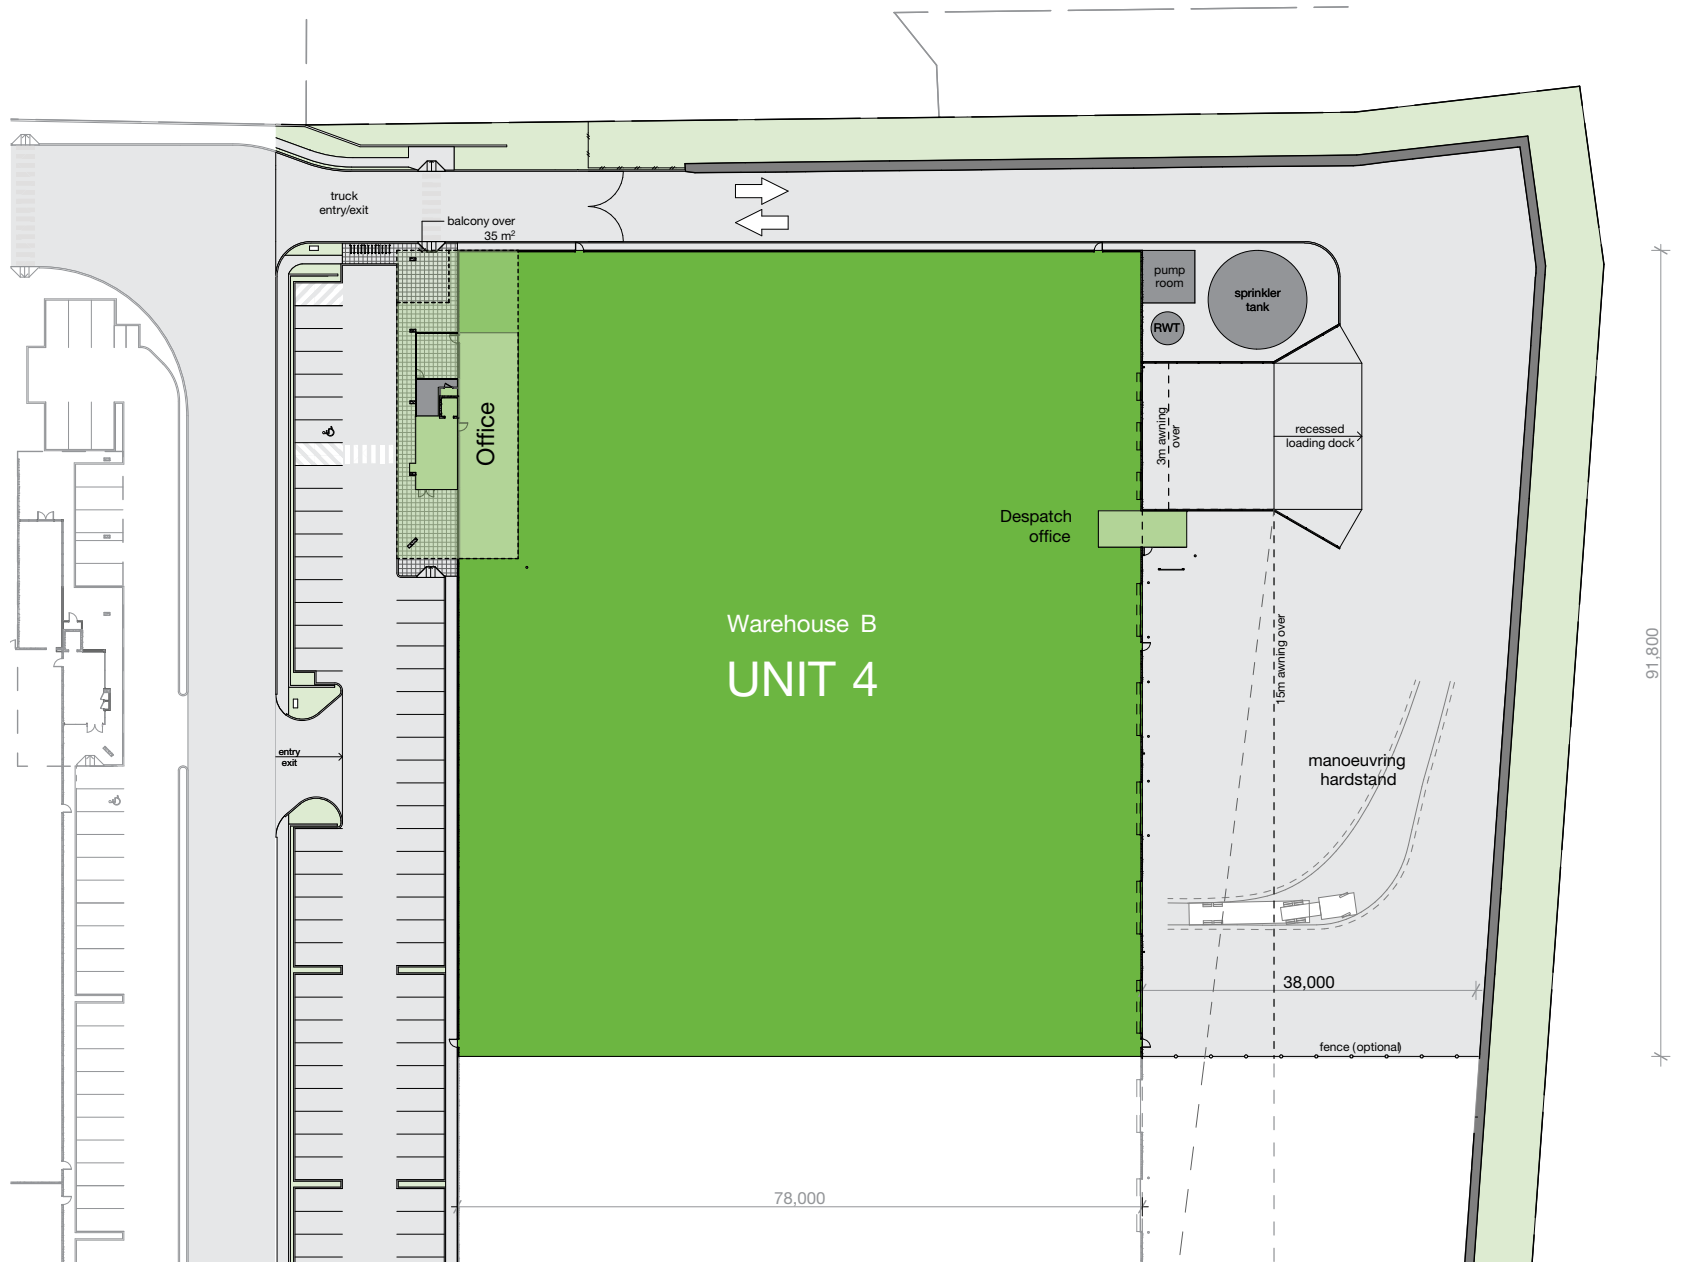 truck
entry/exit
balcony over
35 m²
pump
room
sprinkler
tank
RWT
Office
3m awning
over
recessed
loading dock
Despatch
office
Warehouse B
UNIT 4
15m awning over
91,800
entry
exit
manoeuvring
hardstand
38,000
fence (optional)
78,000